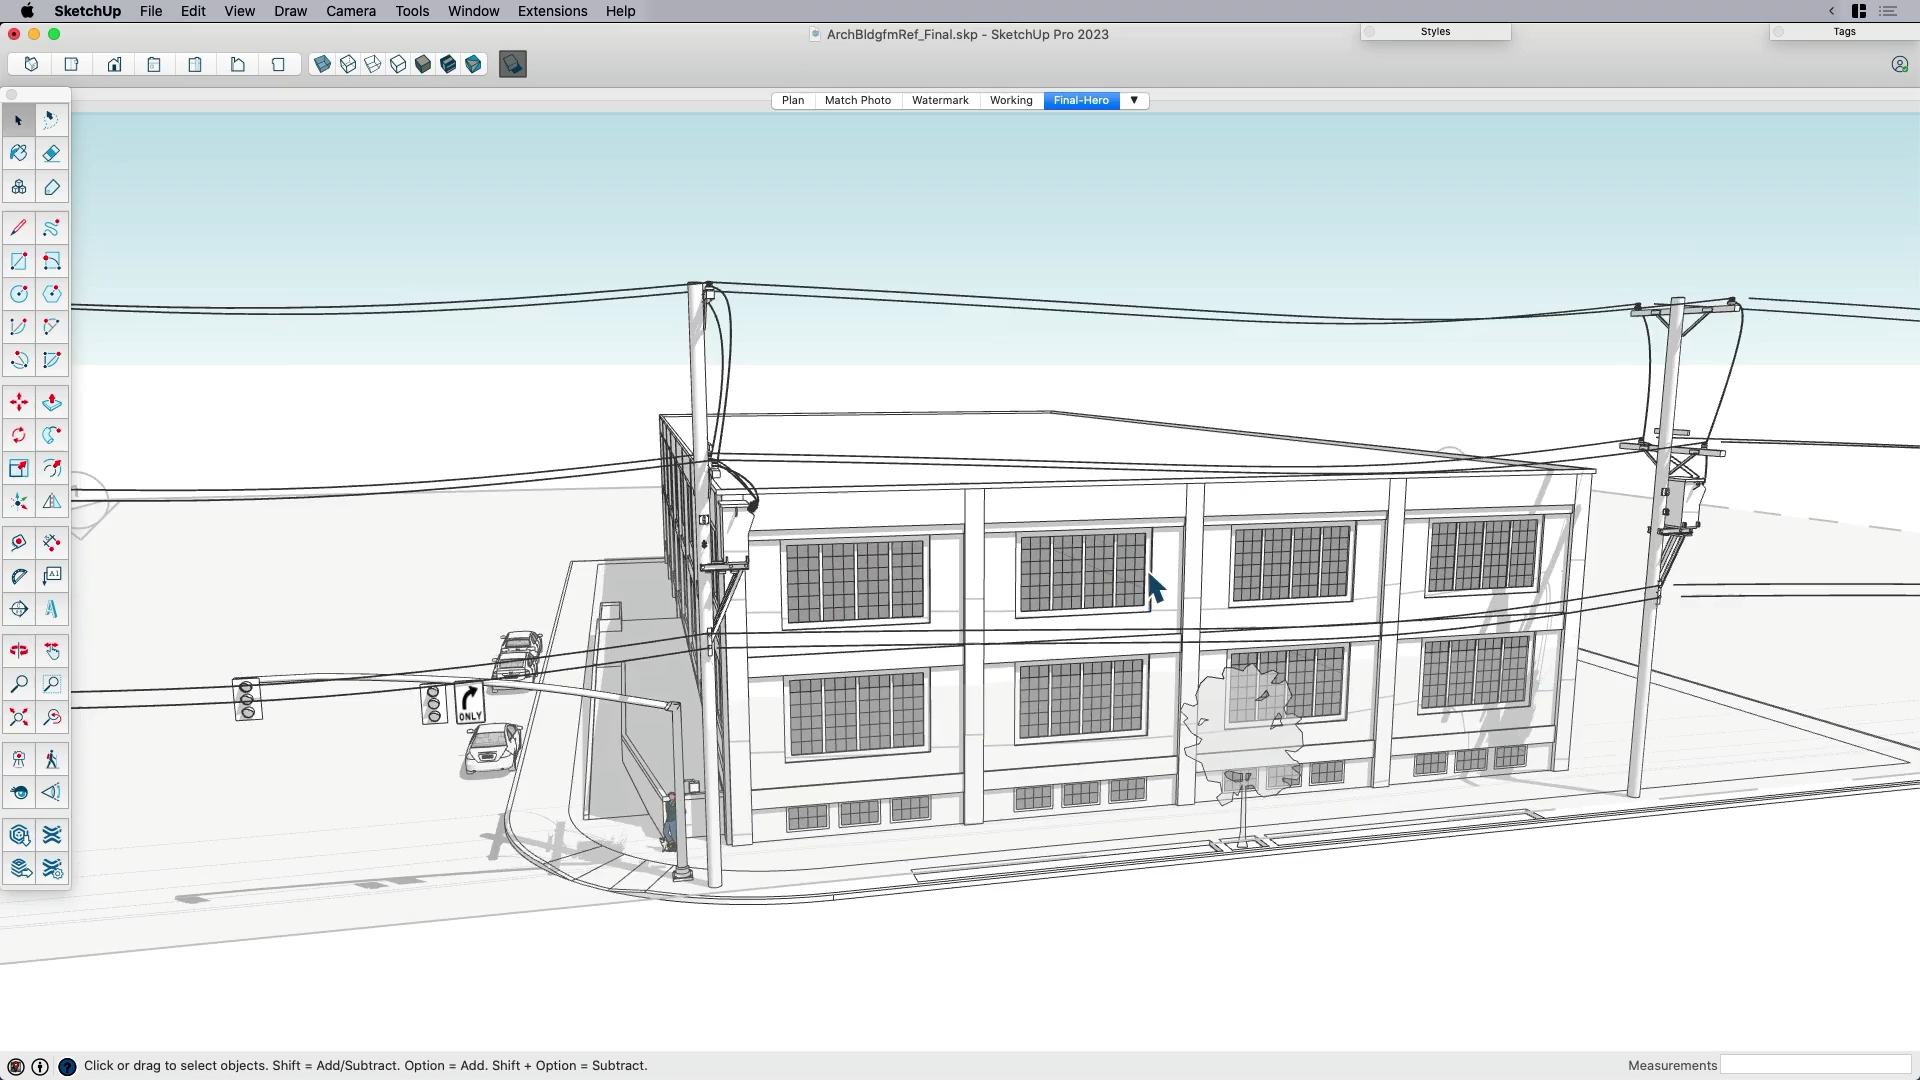 SketchUp File Edit View Draw Camera Tools Window Extensions Help
ArchBldgfmRef_Final.skp - SketchUp Pro 2023
Styles
Tags
Plan Match Photo Watermark Working Final-Hero
A1
A
ONLY
Click or drag to select objects. Shift = Add/Subtract. Option = Add. Shift + Option = Subtract.
Measurements